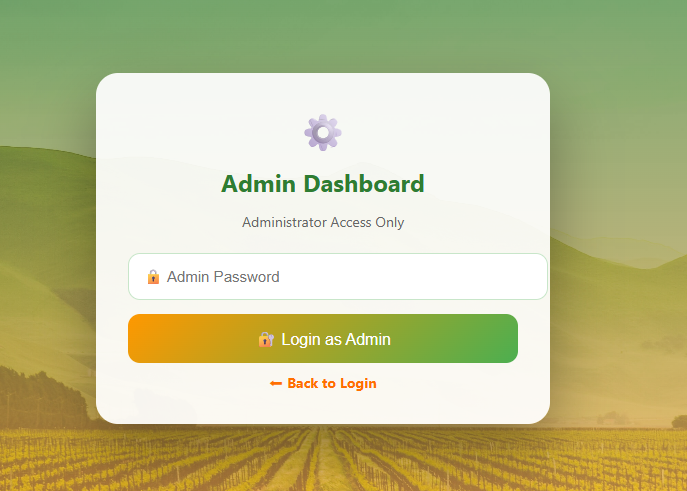 Admin Dashboard
Administrator Access Only
🔒 Admin Password
🔐 Login as Admin
⬅ Back to Login